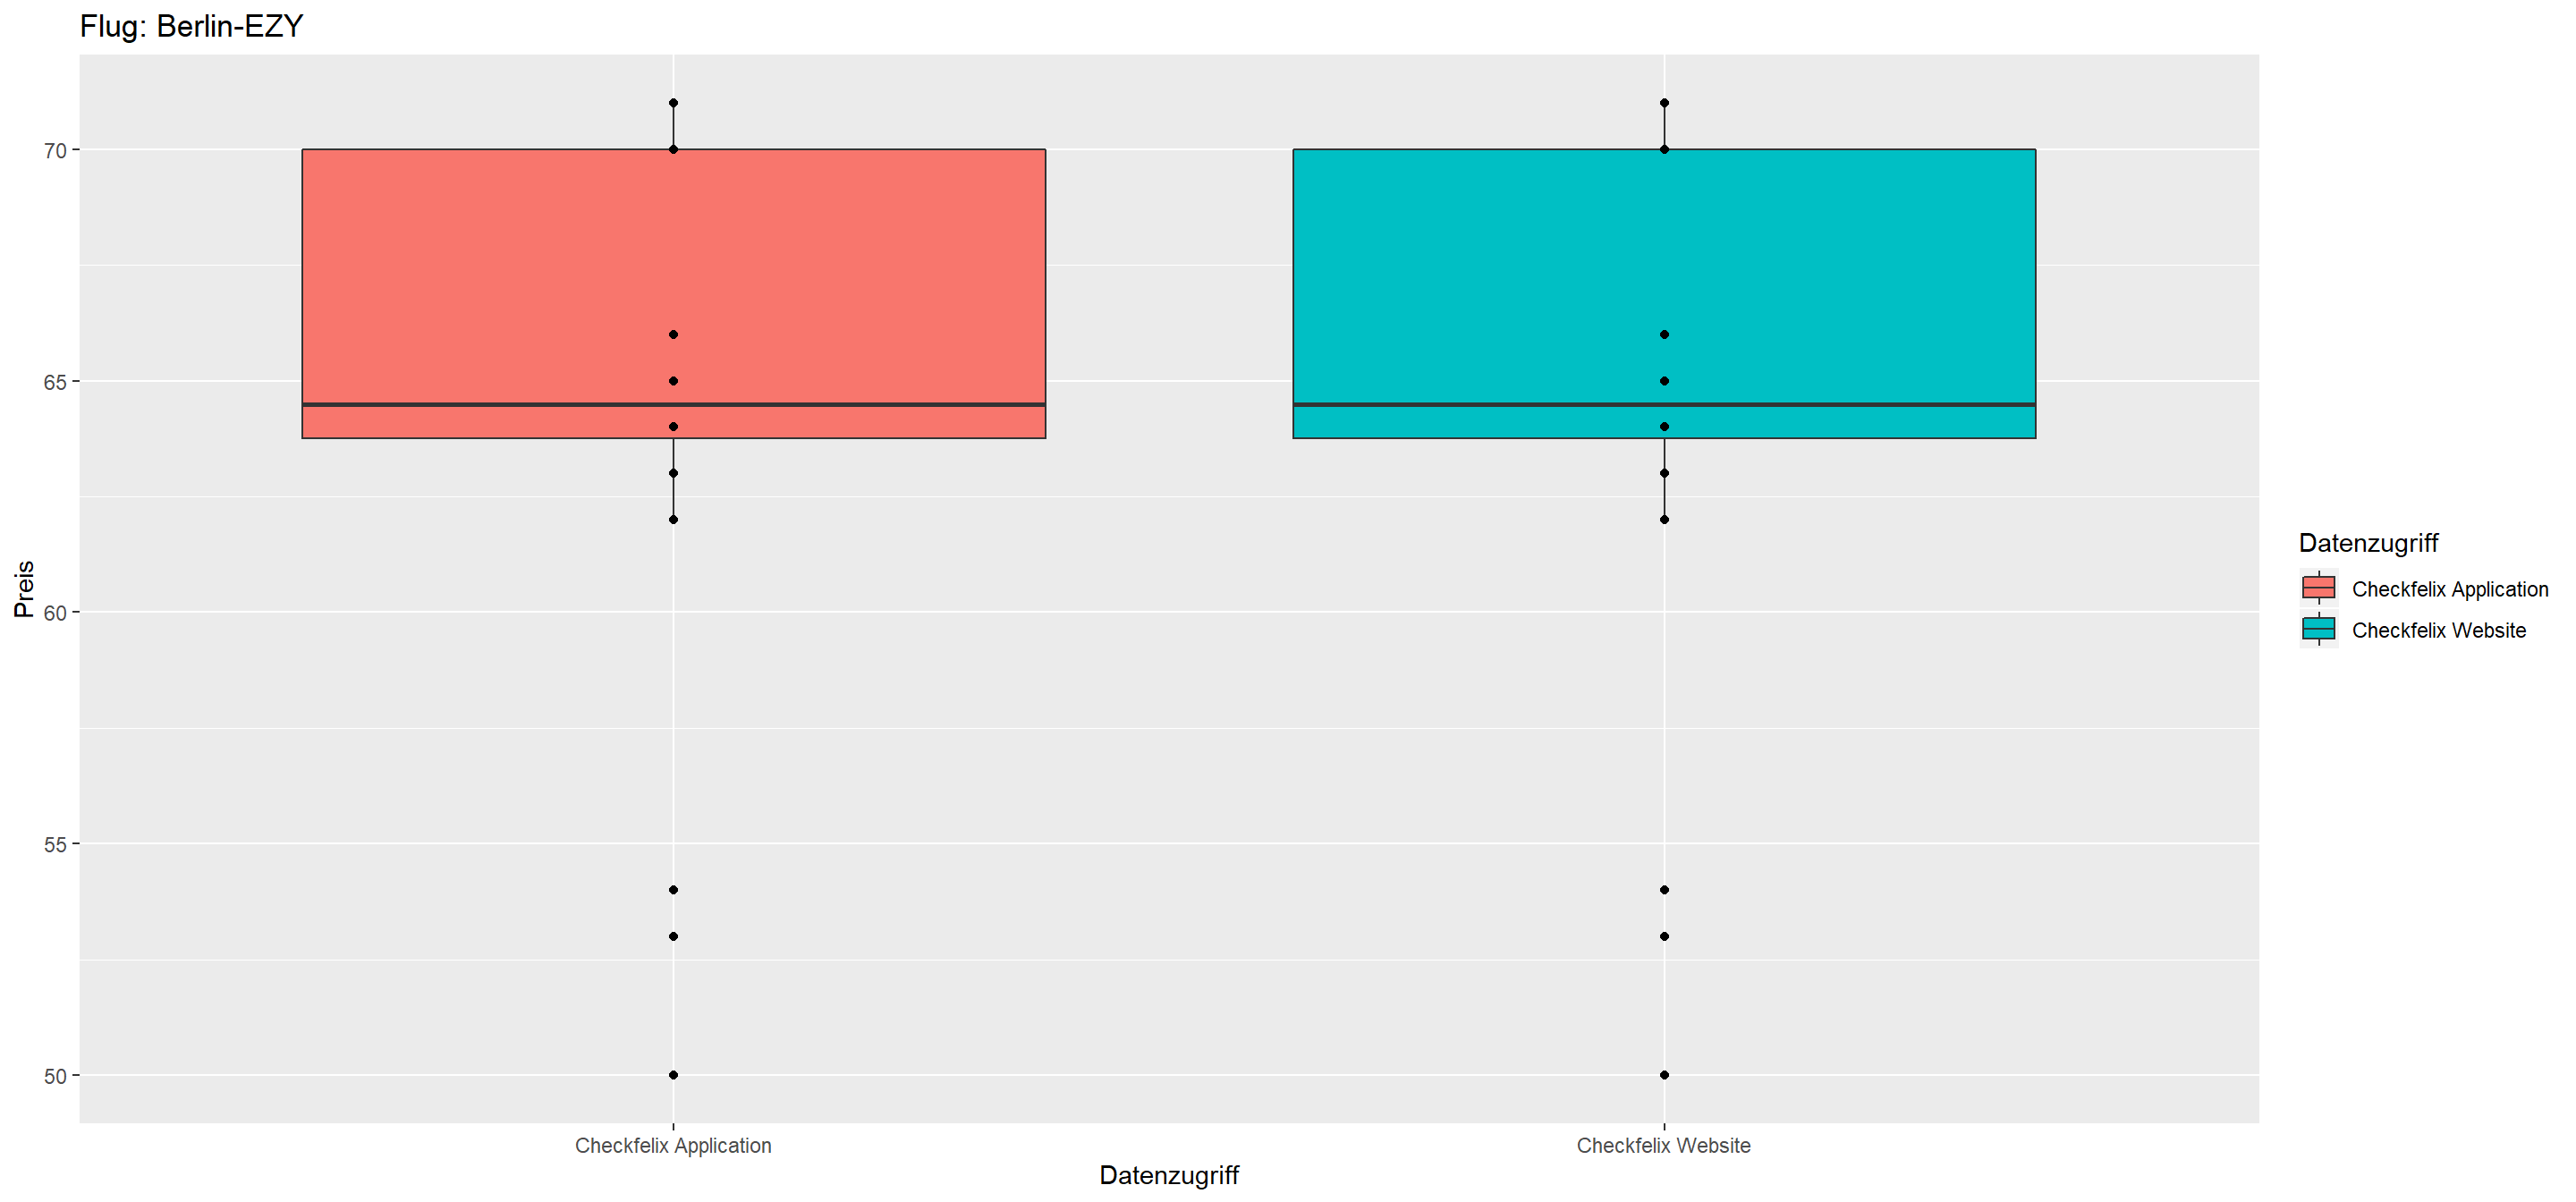 Flug: Berlin-EZY
Preis
70
65
60
55
50
Checkfelix Application
Checkfelix Website
Datenzugriff
Datenzugriff
Checkfelix Application
Checkfelix Website